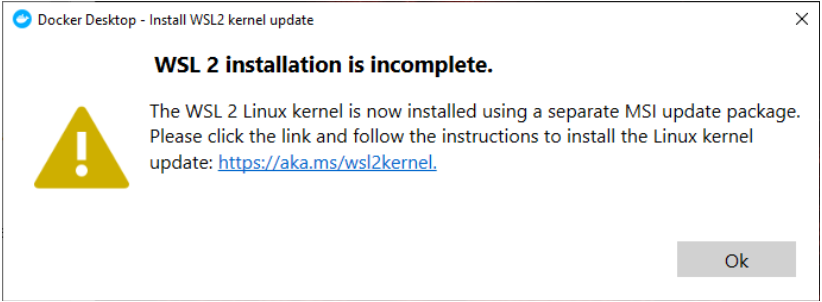 Docker Desktop - Install WSL2 kernel update
WSL 2 installation is incomplete.
The WSL 2 Linux kernel is now installed using a separate MSI update package.
Please click the link and follow the instructions to install the Linux kernel
update: https://aka.ms/wsl2kernel.
Ok